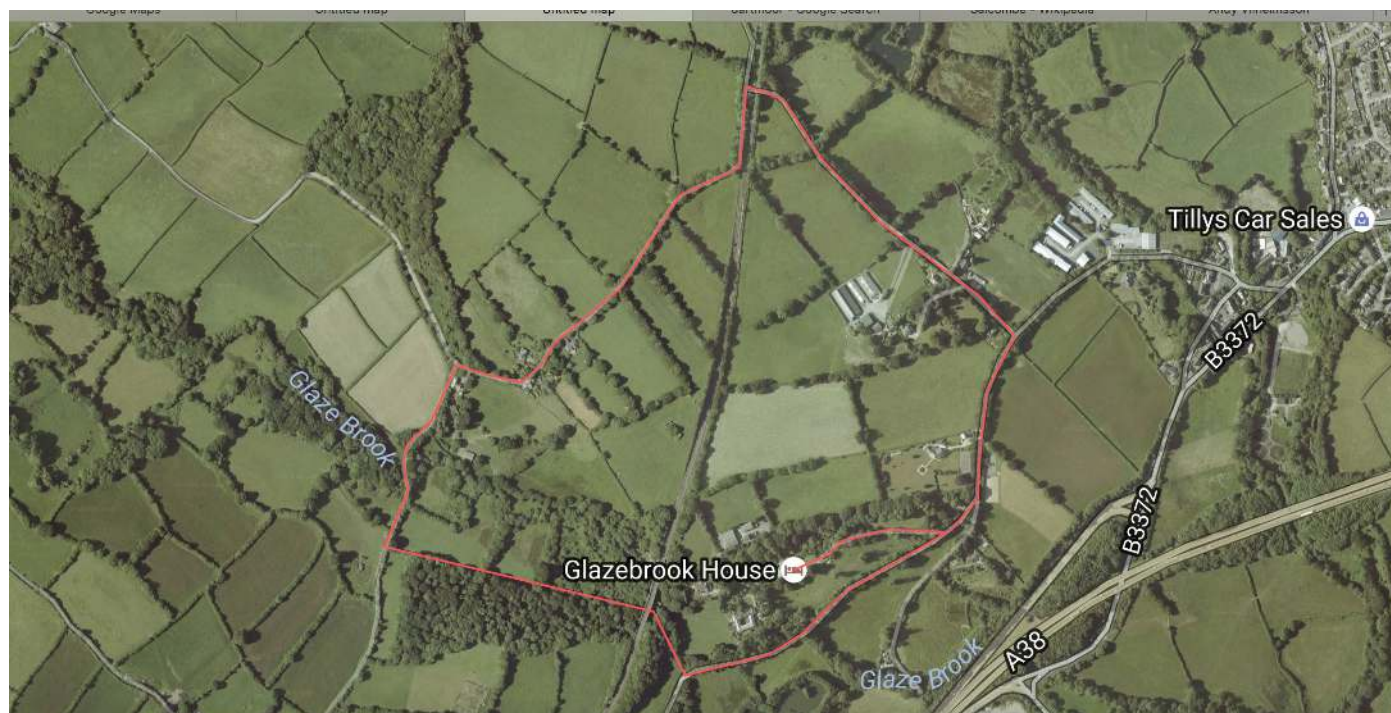 Google Maps
Untitled map
Untitled map
dartmoor - Google Search
Salcombe - Wikipedia
Tillys Car Sales
B3372
Glaze Brook
B3372
Glazebrook House
A38
Glaze Brook